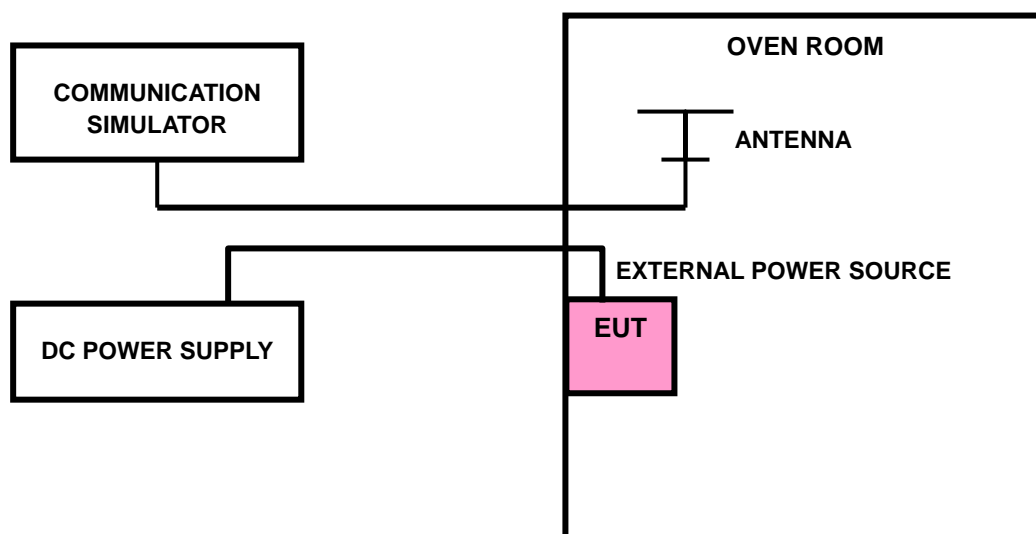 OVEN ROOM
COMMUNICATION
SIMULATOR
ANTENNA
EXTERNAL POWER SOURCE
EUT
DC POWER SUPPLY